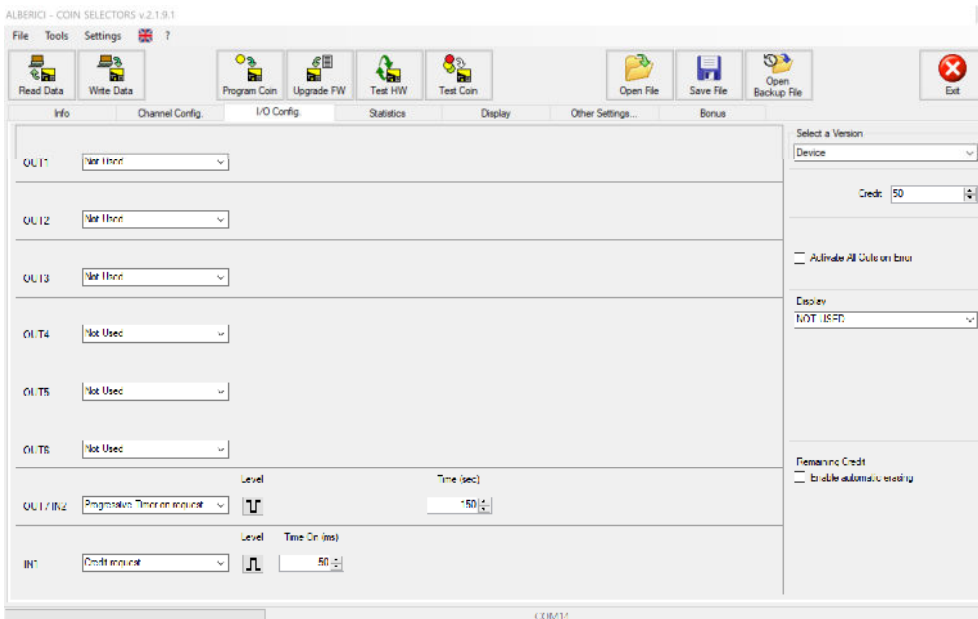 ALBERICI - COIN SELECTORS v.2.1.9.1
File Tools Settings ?
Read Data Write Data Program Coin Upgrade FW Test HW Test Coin Open File Save File Open Backup File Exit
Info Channel Config. I/O Config. Statistics Display Other Settings... Bonus
Select a Version
Device
OUT1 Not Used
Credit 50
OUT2 Not Used
Activate All Outs on Error
OUT3 Not Used
Display
NOT USED
OUT4 Not Used
OUT5 Not Used
OUT6 Not Used
Remaining Credit
Enable automatic erasing
Level Time (sec)
OUT7/IN2 Progressive Timer on request 150
Level Time On (ms)
IN1 Credit request 50
COM14